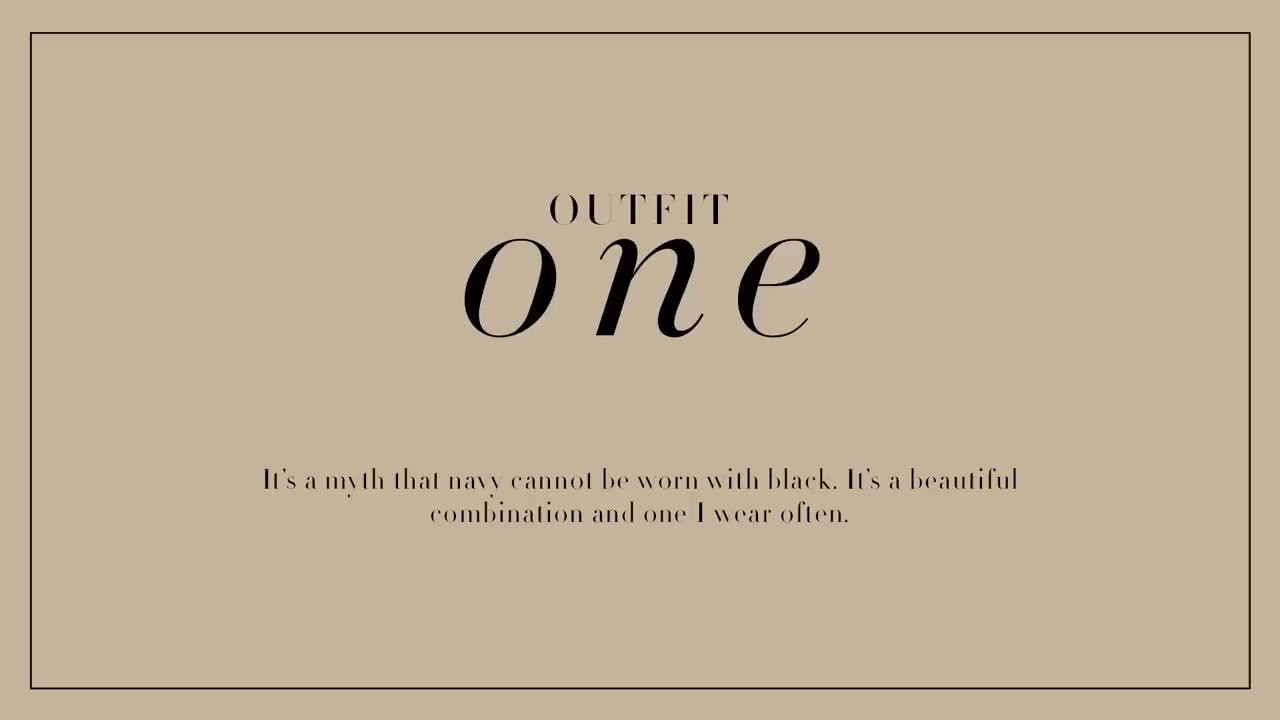 OUTFIT
one
It's a myth that navy cannot be worn with black. It's a beautiful
combination and one I wear often.